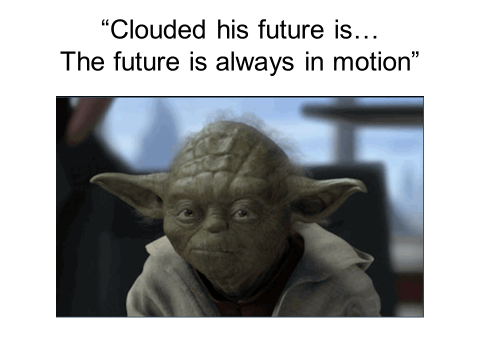 “Clouded his future is…
The future is always in motion”